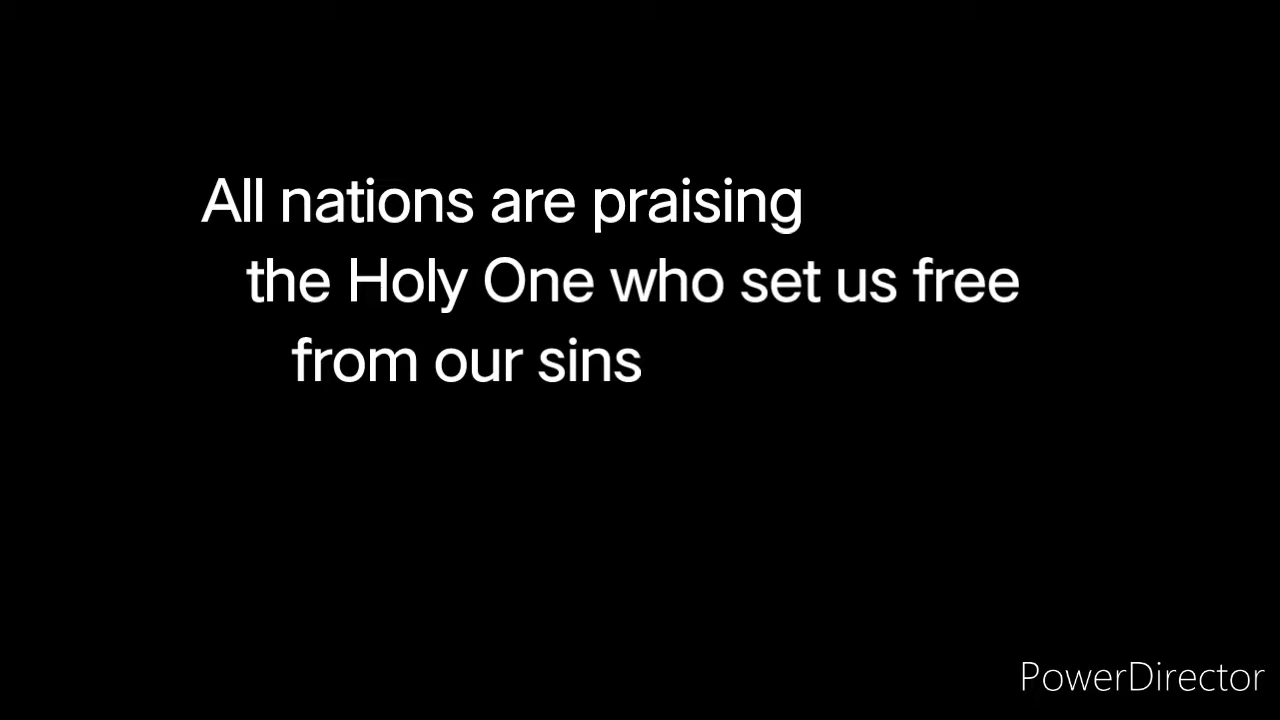 All nations are praising
the Holy One who set us free
from our sins
PowerDirector